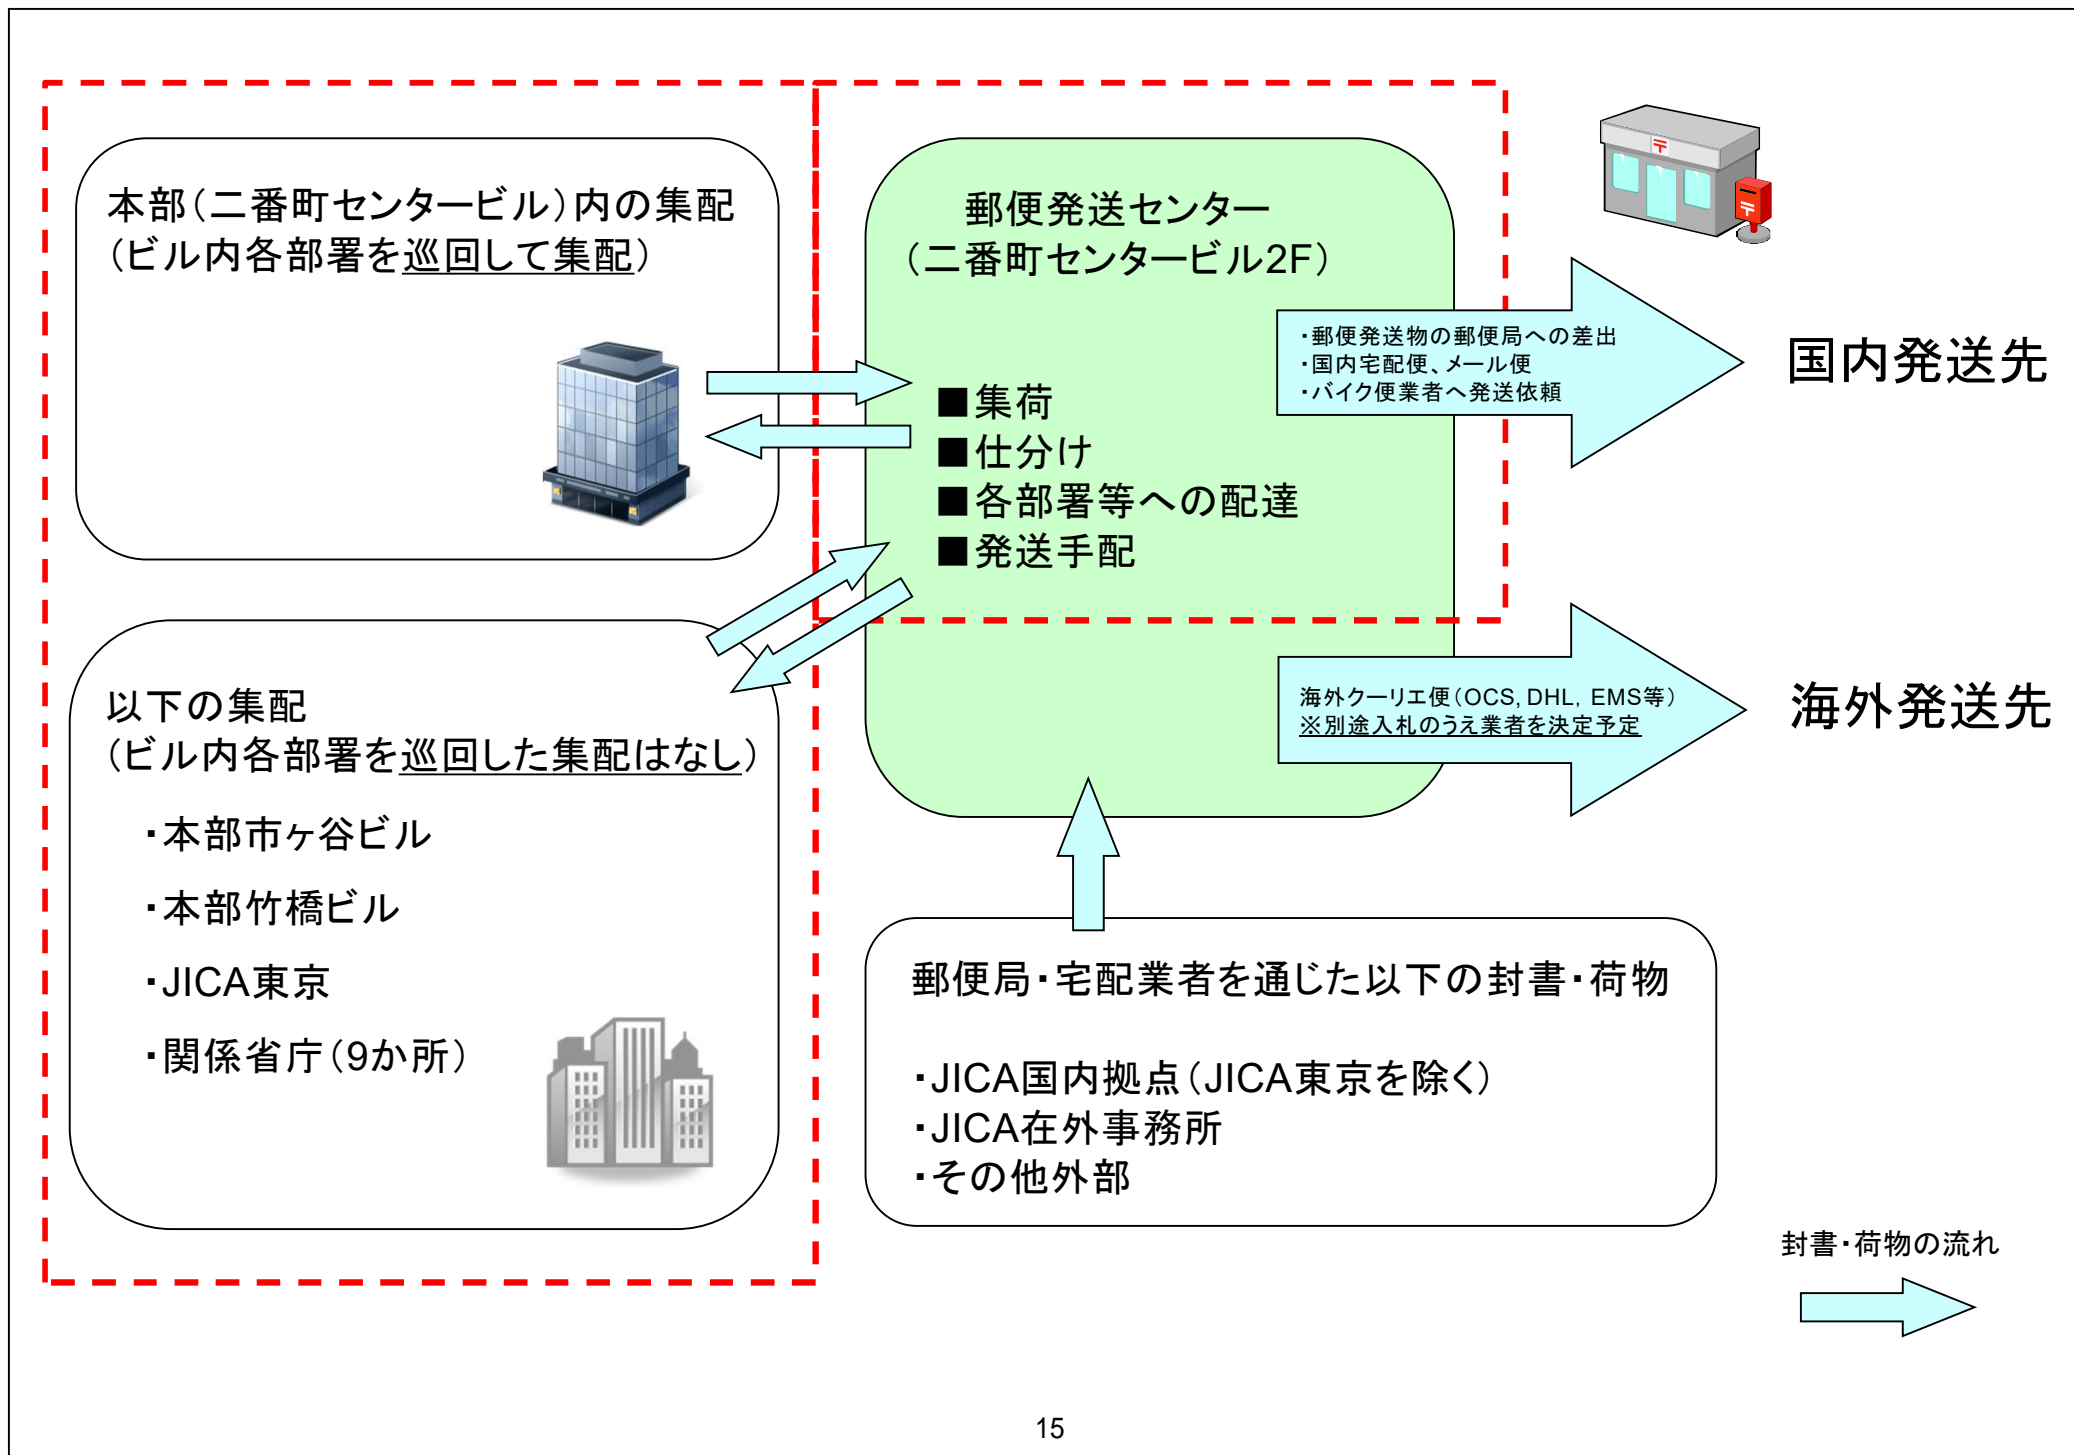 本部（二番町センタービル）内の集配
（ビル内各部署を巡回して集配）
郵便発送センター
（二番町センタービル2F）
■集荷
■仕分け
■各部署等への配達
■発送手配
〒
〒
・郵便発送物の郵便局への差出
・国内宅配便、メール便
・バイク便業者へ発送依頼
国内発送先
以下の集配
（ビル内各部署を巡回した集配はなし）
・本部市ヶ谷ビル
・本部竹橋ビル
・JICA東京
・関係省庁（9か所）
海外クーリエ便（OCS, DHL, EMS等）
※別途入札のうえ業者を決定予定
海外発送先
郵便局・宅配業者を通じた以下の封書・荷物
・JICA国内拠点（JICA東京を除く）
・JICA在外事務所
・その他外部
封書・荷物の流れ
15